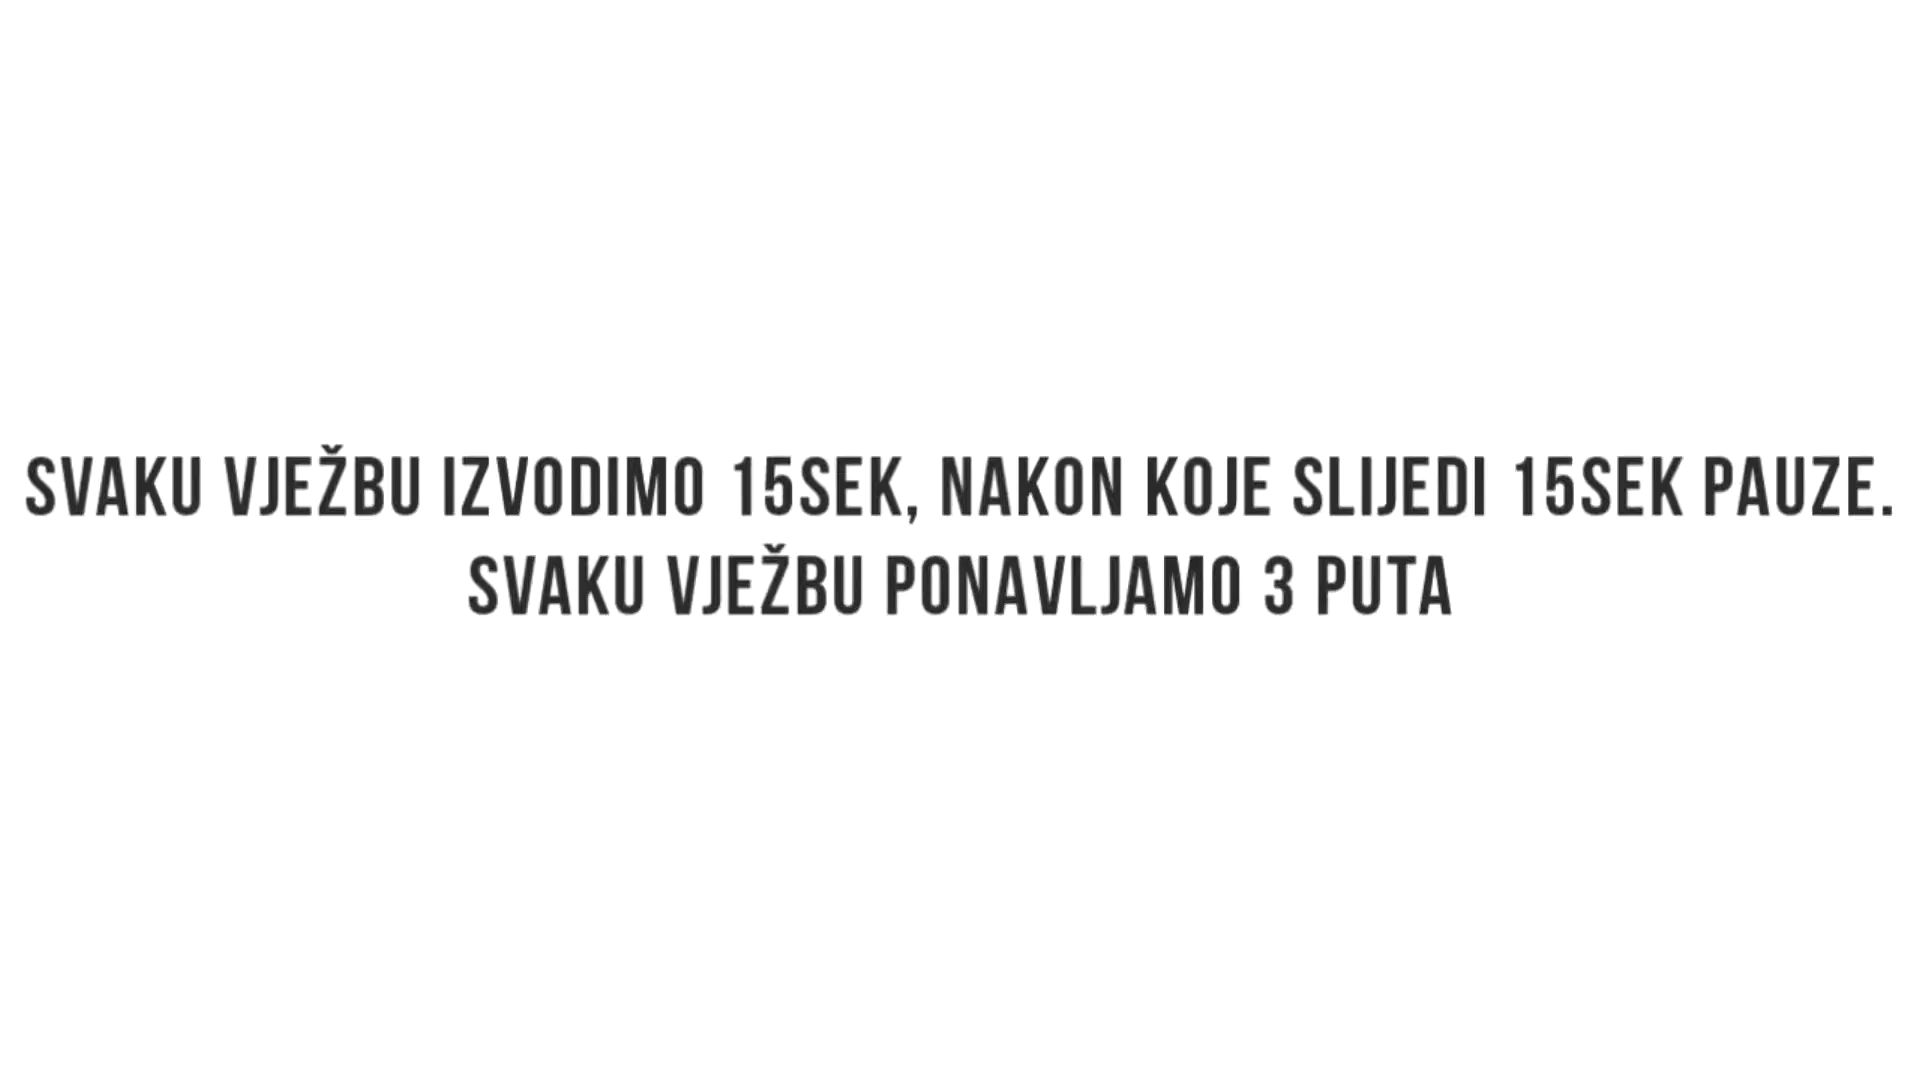 SVAKU VJEŽBU IZVODIMO 15SEK, NAKON KOJE SLIJEDI 15SEK PAUZE.
SVAKU VJEŽBU PONAVLJAMO 3 PUTA